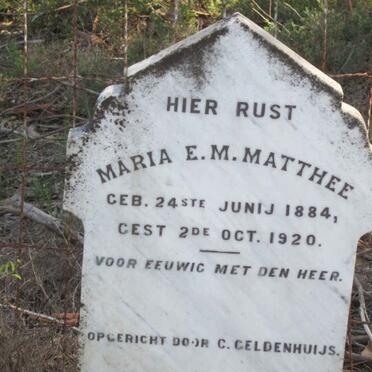 HIER RUST
MARIA E. M. MATTHEE
GEB. 24STE JUNIJ 1884,
GEST 2DE OCT. 1920.
VOOR EEUWIG MET DEN HEER.
OPGERICHT DOOR C. GELDENHUIJS.